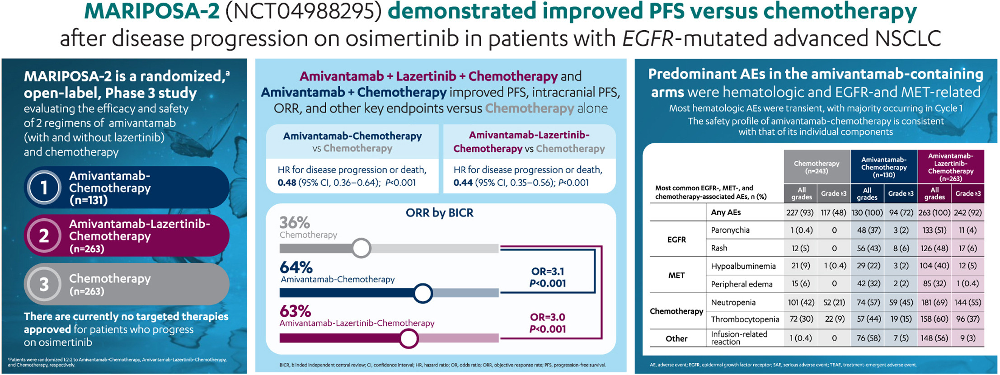 MARIPOSA-2 (NCT04988295) demonstrated improved PFS versus chemotherapy
after disease progression on osimertinib in patients with EGFR-mutated advanced NSCLC
MARIPOSA-2 is a randomized,ᵃ
open-label, Phase 3 study
evaluating the efficacy and safety
of 2 regimens of amivantamab
(with and without lazertinib)
and chemotherapy
1
Amivantamab-
Chemotherapy
(n=131)
2
Amivantamab-Lazertinib-
Chemotherapy
(n=263)
3
Chemotherapy
(n=263)
There are currently no targeted therapies
approved for patients who progress
on osimertinib
ᵃPatients were randomized 1:2:2 to Amivantamab-Chemotherapy, Amivantamab-Lazertinib-Chemotherapy,
and Chemotherapy, respectively.
Amivantamab + Lazertinib + Chemotherapy and
Amivantamab + Chemotherapy improved PFS, intracranial PFS,
ORR, and other key endpoints versus Chemotherapy alone
Amivantamab-Chemotherapy
vs Chemotherapy
HR for disease progression or death,
0.48 (95% CI, 0.36–0.64); P<0.001
Amivantamab-Lazertinib-
Chemotherapy vs Chemotherapy
HR for disease progression or death,
0.44 (95% CI, 0.35–0.56); P<0.001
ORR by BICR
36%
Chemotherapy
64%
Amivantamab-Chemotherapy
63%
Amivantamab-Lazertinib-Chemotherapy
OR=3.1
P<0.001
OR=3.0
P<0.001
BICR, blinded independent central review; CI, confidence interval; HR, hazard ratio; OR, odds ratio; ORR, objective response rate; PFS, progression-free survival.
Predominant AEs in the amivantamab-containing
arms were hematologic and EGFR-and MET-related
Most hematologic AEs were transient, with majority occurring in Cycle 1
The safety profile of amivantamab-chemotherapy is consistent
with that of its individual components
Chemotherapy
(n=243)
Amivantamab-
Chemotherapy
(n=130)
Amivantamab-
Lazertinib-
Chemotherapy
(n=263)
Most common EGFR-, MET-, and
chemotherapy-associated AEs, n (%)
All grades Grade ≥3 All grades Grade ≥3 All grades Grade ≥3
Any AEs 227 (93) 117 (48) 130 (100) 94 (72) 263 (100) 242 (92)
EGFR
Paronychia 1 (0.4) 0 48 (37) 3 (2) 133 (51) 11 (4)
Rash 12 (5) 0 56 (43) 8 (6) 126 (48) 17 (6)
MET
Hypoalbuminemia 21 (9) 1 (0.4) 29 (22) 3 (2) 104 (40) 12 (5)
Peripheral edema 15 (6) 0 42 (32) 2 (2) 85 (32) 1 (0.4)
Chemotherapy
Neutropenia 101 (42) 52 (21) 74 (57) 59 (45) 181 (69) 144 (55)
Thrombocytopenia 72 (30) 22 (9) 57 (44) 19 (15) 158 (60) 96 (37)
Other
Infusion-related
reaction 1 (0.4) 0 76 (58) 7 (5) 148 (56) 9 (3)
AE, adverse event; EGFR, epidermal growth factor receptor; SAE, serious adverse event; TEAE, treatment-emergent adverse event.